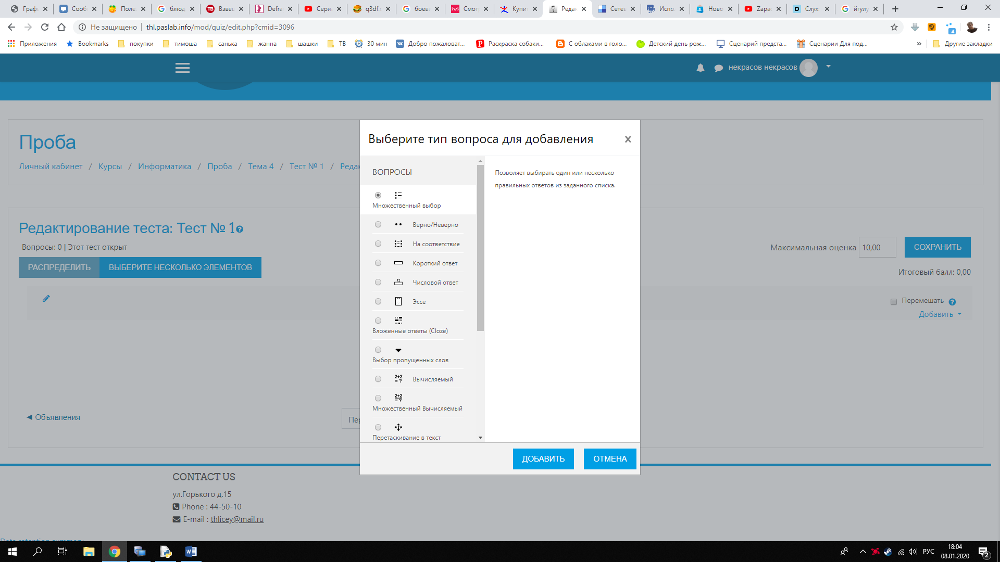 Граф
Сооб
Поле
блюд
Взвеш
Defra
Сери
q3df.
боев
Смот
Купи
Редак
Сетев
Испо
Ново
Zapa
Слух
йгулу
Не защищено
thl.paslab.info/mod/quiz/edit.php?cmid=3096
Приложения
Bookmarks
покупки
тимоша
санька
жанна
шашки
ТВ
30 мин
Добро пожаловат...
Раскраска собаки...
С облаками в голо...
Детский день рож...
Сценарий предста...
Сценарии Для под...
»
Другие закладки
некрасов некрасов
Проба
Личный кабинет / Курсы / Информатика / Проба / Тема 4 / Тест № 1 / Редак
Редактирование теста: Тест № 1
Вопросы: 0 | Этот тест открыт
РАСПРЕДЕЛИТЬ
ВЫБЕРИТЕ НЕСКОЛЬКО ЭЛЕМЕНТОВ
Максимальная оценка 10,00 СОХРАНИТЬ
Итоговый балл: 0,00
Перемешать
Добавить
◄ Объявления
Пер
Выберите тип вопроса для добавления
ВОПРОСЫ
Множественный выбор
Верно/Неверно
На соответствие
Короткий ответ
Числовой ответ
Эссе
Вложенные ответы (Cloze)
Выбор пропущенных слов
Вычисляемый
Множественный Вычисляемый
Перетаскивание в текст
Позволяет выбирать один или несколько
правильных ответов из заданного списка.
ДОБАВИТЬ
ОТМЕНА
CONTACT US
ул.Горького д.15
Phone : 44-50-10
E-mail : thlicey@mail.ru
Data retention summary
РУС
18:04
08.01.2020
2